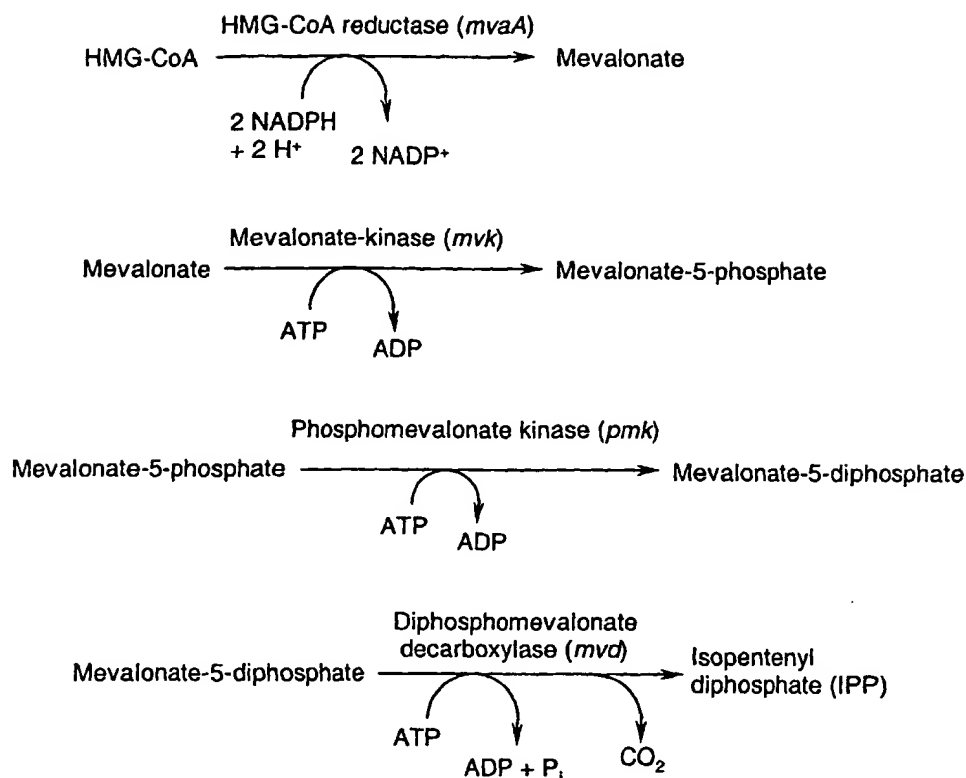 HMG-CoA reductase (mvaA)
HMG-CoA
Mevalonate
2 NADPH
+ 2 H⁺
2 NADP⁺
Mevalonate-kinase (mvk)
Mevalonate
Mevalonate-5-phosphate
ATP
ADP
Phosphomevalonate kinase (pmk)
Mevalonate-5-phosphate
Mevalonate-5-diphosphate
ATP
ADP
Diphosphomevalonate
decarboxylase (mvd)
Mevalonate-5-diphosphate
Isopentenyl
diphosphate (IPP)
ATP
ADP + Pᵢ
CO₂